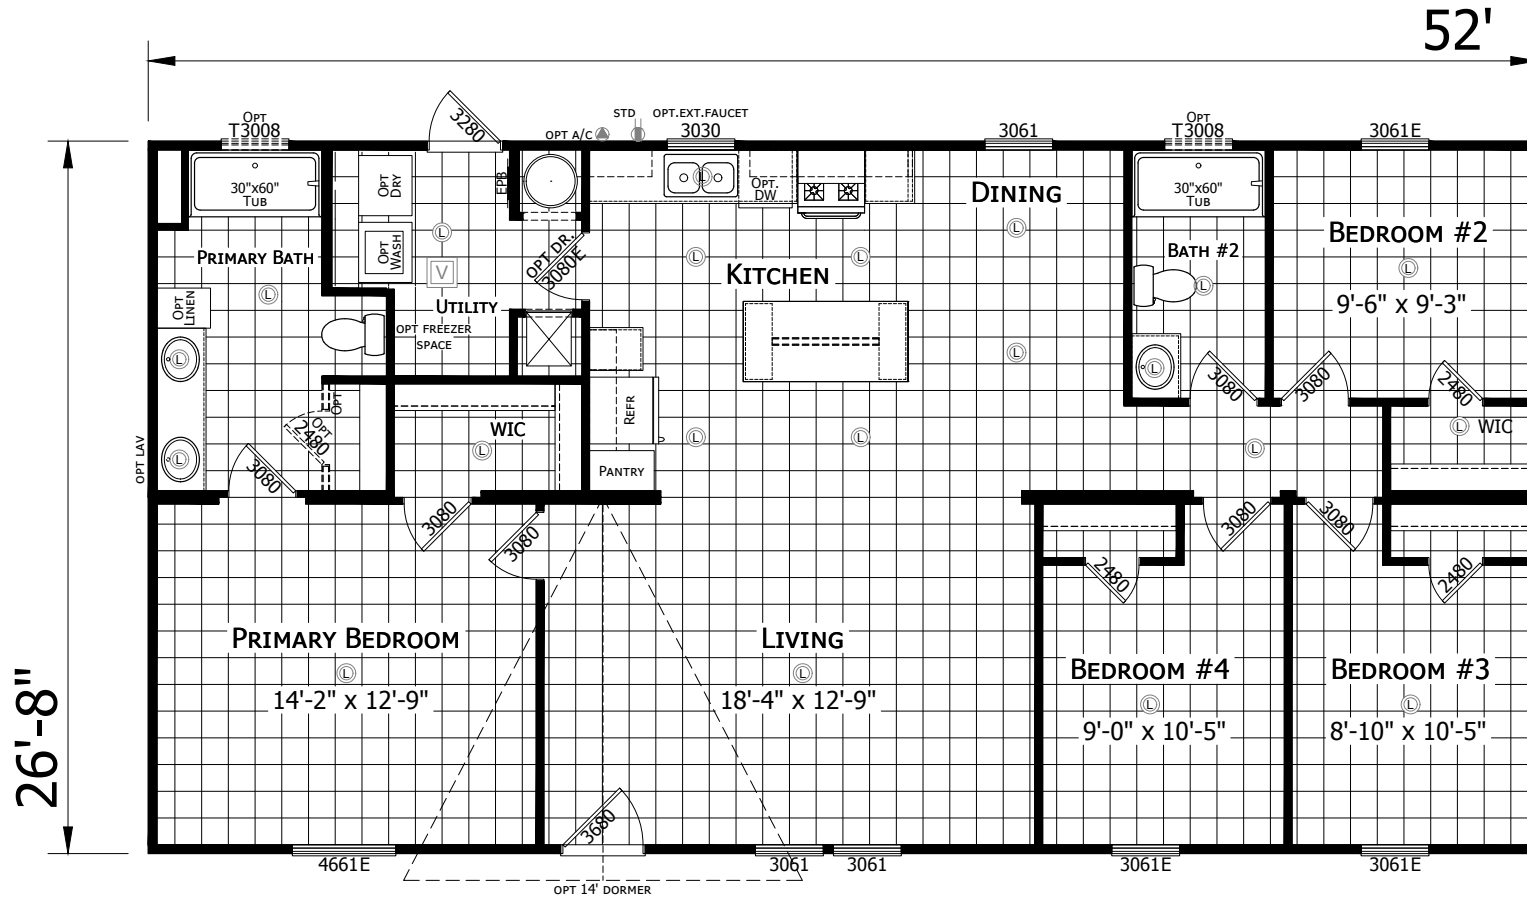 52'
26'-8"
OPT
T3008
3280
OPT A/C
STD
OPT.EXT.FAUCET
3030
3061
OPT
T3008
3061E
30"x60"
TUB
OPT
DRY
EPB
L
OPT.
DW
DINING
30"x60"
TUB
PRIMARY BATH
OPT
WASH
L
V
OPT DR.
3080E
L
L
KITCHEN
L
BATH #2
L
BEDROOM #2
L
9'-6" x 9'-3"
L
OPT
LINEN
UTILITY
OPT FREEZER
SPACE
L
L
L
3080
3080
2480
OPT
OPT
2480
REFR
WIC
L
L
L
L
L
WIC
OPT LAV
L
3080
PANTRY
3080
3080
3080
3080
2480
2480
PRIMARY BEDROOM
L
14'-2" x 12'-9"
LIVING
L
18'-4" x 12'-9"
BEDROOM #4
L
9'-0" x 10'-5"
BEDROOM #3
L
8'-10" x 10'-5"
3680
4661E
3061
3061
3061E
3061E
OPT 14' DORMER